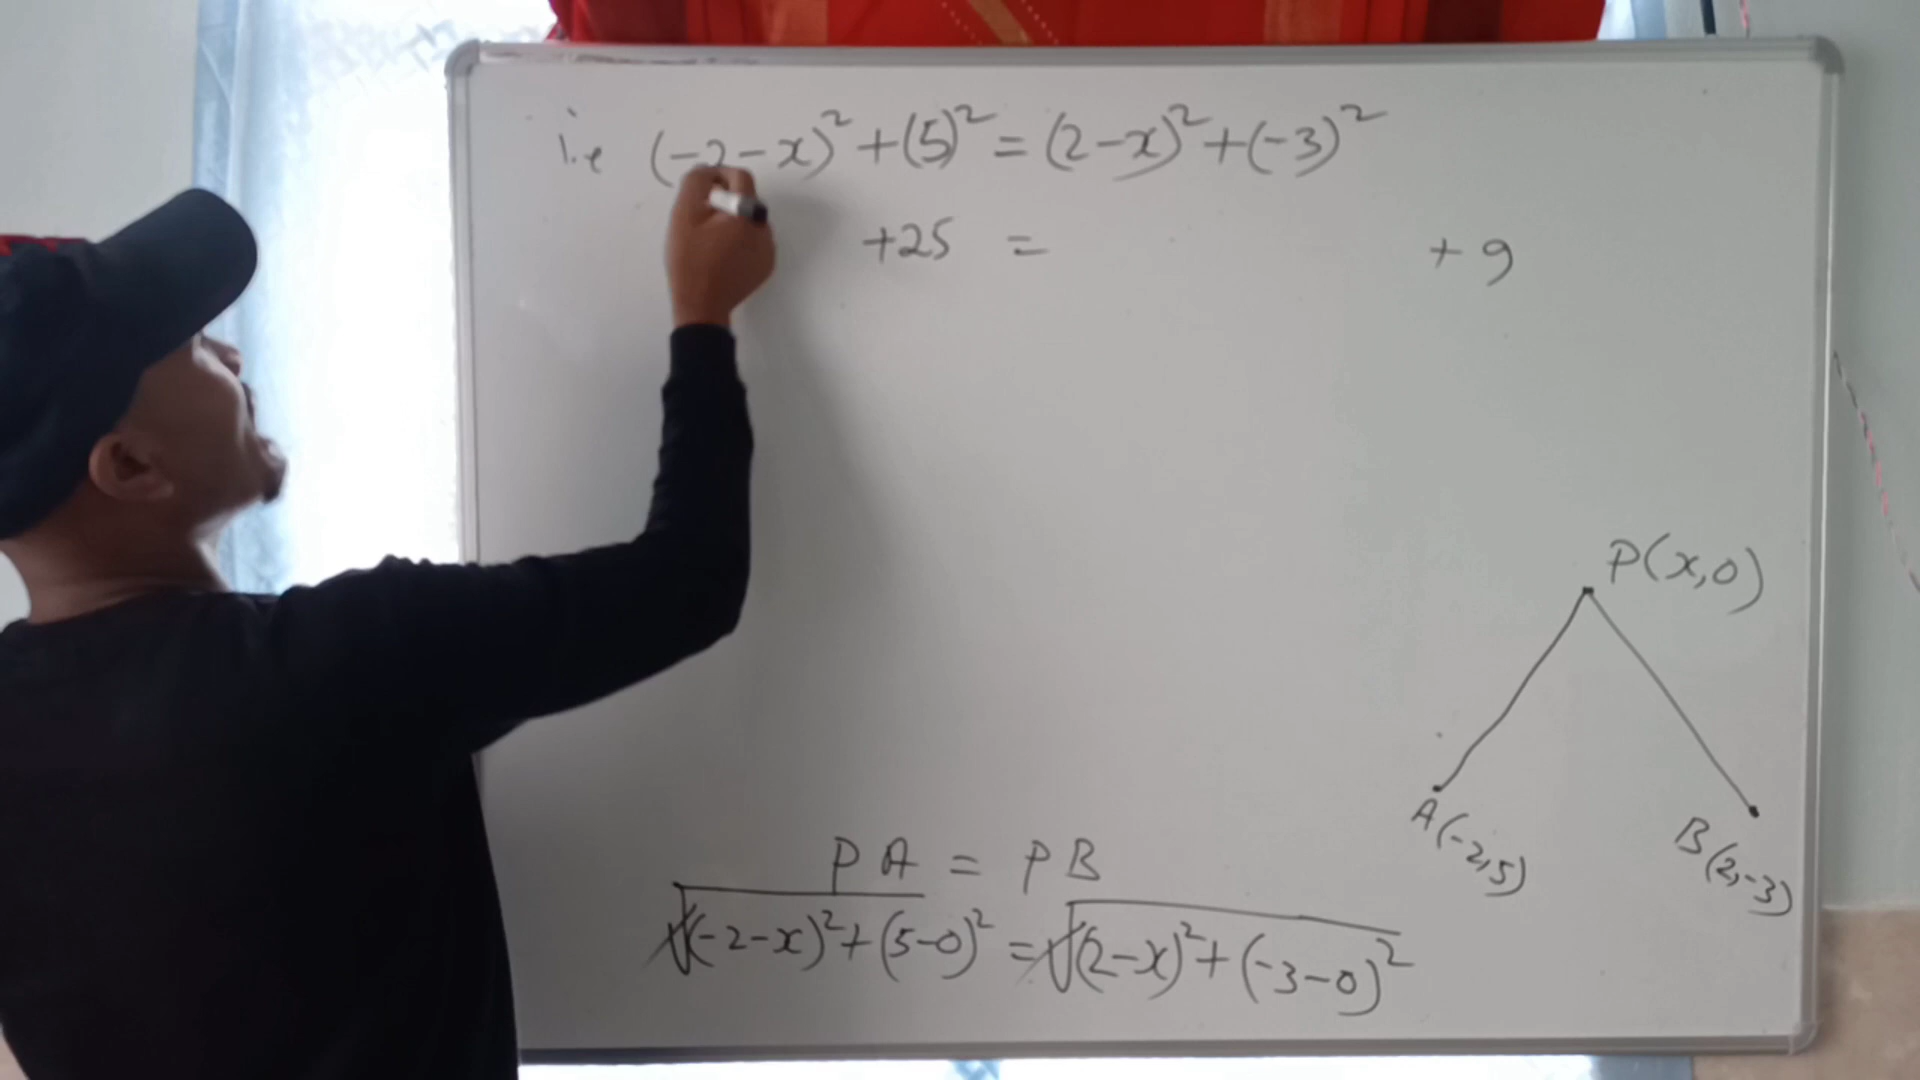 i.e (-2-x)²+(5)²=(2-x)²+(-3)²
+25 = +9
P(x,0)
A(-2,5)
B(2,-3)
PA = PB
√(-2-x)²+(5-0)² = √(2-x)²+(-3-0)²